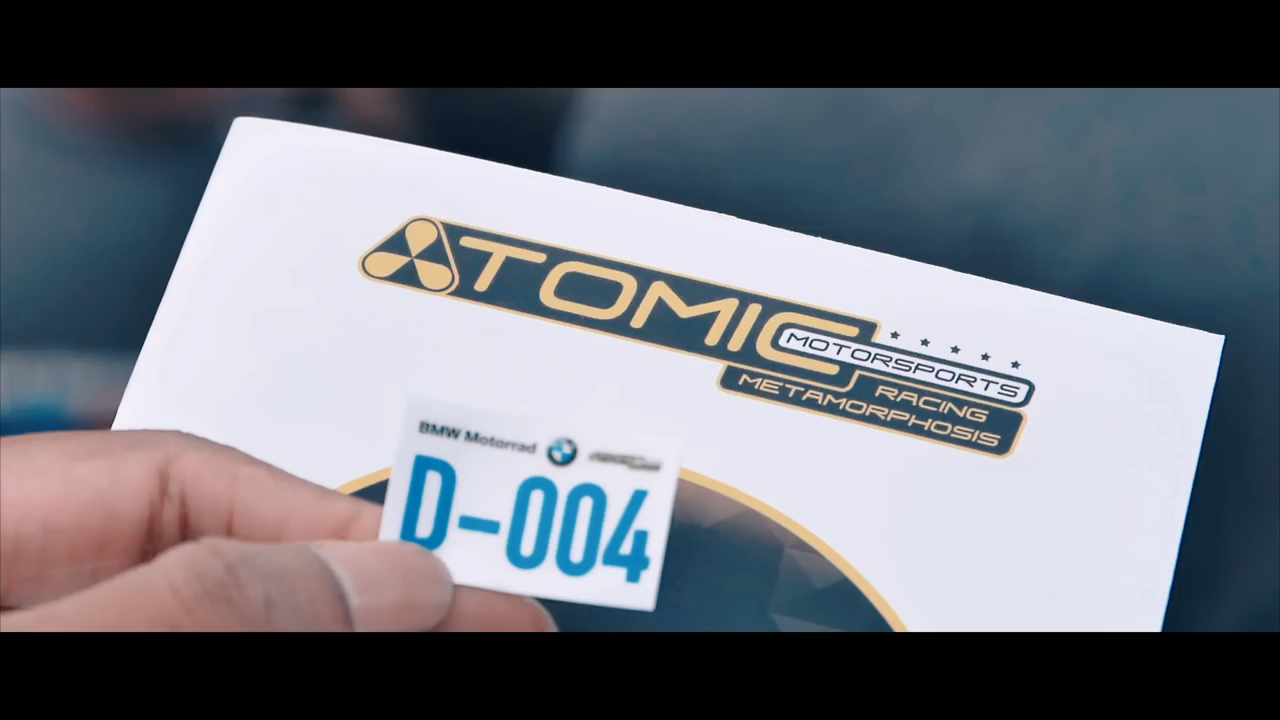 ATOMIC
MOTORSPORTS
RACING
METAMORPHOSIS
BMW Motorrad
D-004